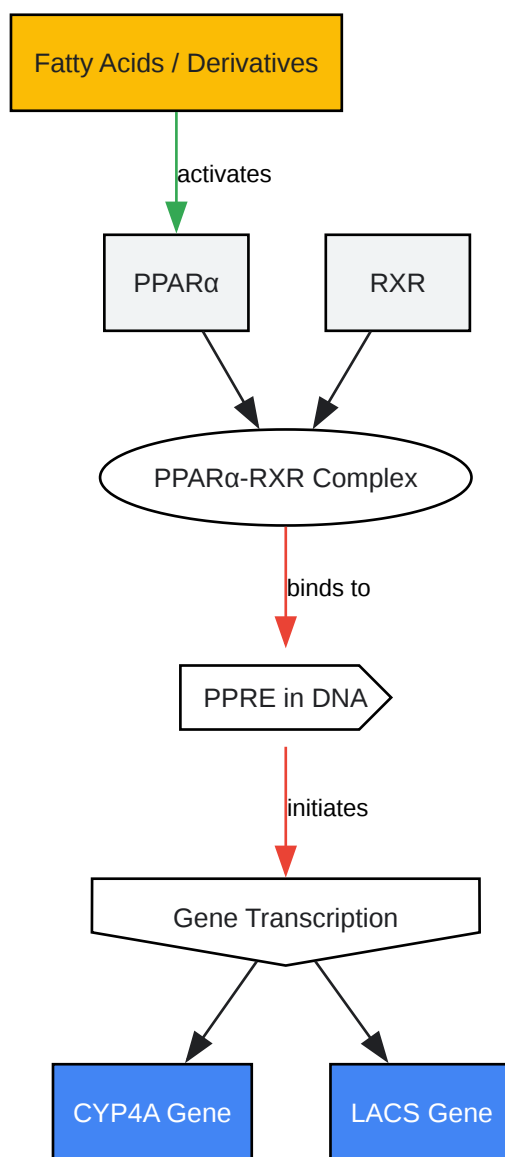 Fatty Acids / Derivatives
activates
PPARα
RXR
PPARα-RXR Complex
binds to
PPRE in DNA
initiates
Gene Transcription
CYP4A Gene
LACS Gene